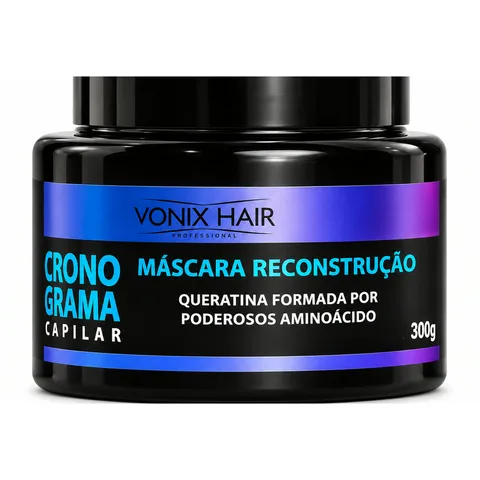 VONIX HAIR
PROFESSIONAL
CRONO
GRAMA
CAPILAR
MÁSCARA RECONSTRUÇÃO
QUERATINA FORMADA POR
PODEROSOS AMINOÁCIDO
300g